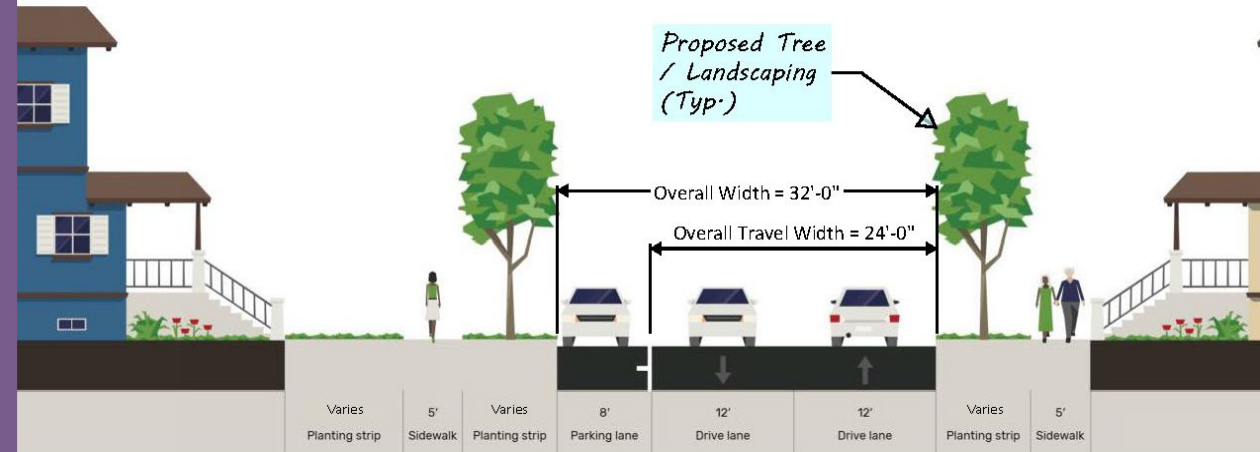 Proposed Tree
/ Landscaping
(Typ.)
Overall Width = 32'-0"
Overall Travel Width = 24'-0"
Varies
Planting strip
5'
Sidewalk
Varies
Planting strip
8'
Parking lane
12'
Drive lane
12'
Drive lane
Varies
Planting strip
5'
Sidewalk